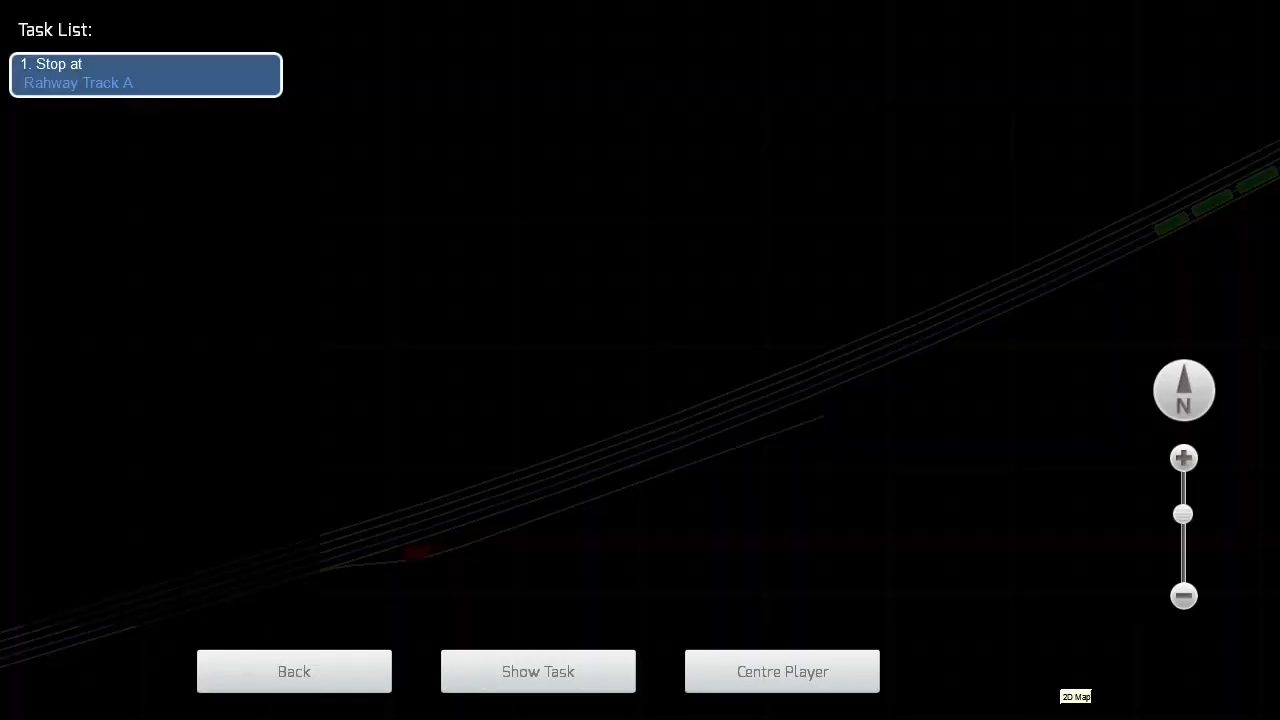 Task List:
1. Stop at
Rahway Track A
N
Back
Show Task
Centre Player
2D Map